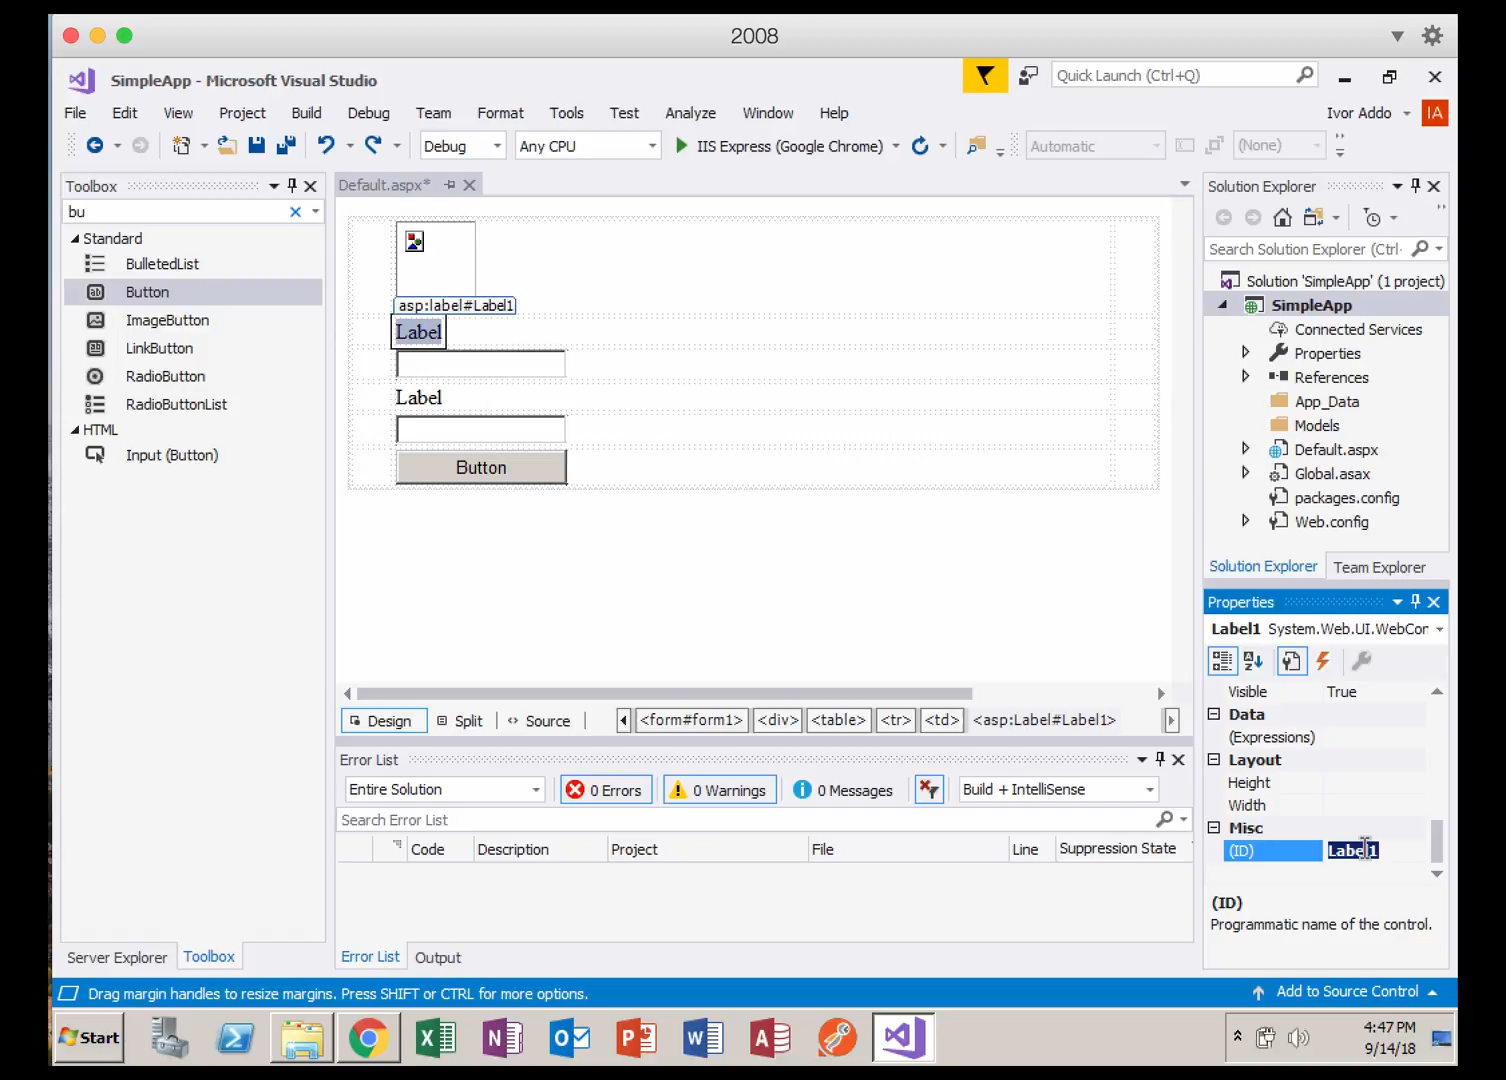 2008
SimpleApp - Microsoft Visual Studio
Quick Launch (Ctrl+Q)
File Edit View Project Build Debug Team Format Tools Test Analyze Window Help
Ivor Addo IA
Debug Any CPU IIS Express (Google Chrome) Automatic (None)
Toolbox
bu
Standard
BulletedList
Button
ImageButton
LinkButton
RadioButton
RadioButtonList
HTML
Input (Button)
Server Explorer Toolbox
Default.aspx*
asp:label#Label1
Label
Label
Button
Design Split Source <form#form1> <div> <table> <tr> <td> <asp:Label#Label1>
Error List
Entire Solution 0 Errors 0 Warnings 0 Messages Build + IntelliSense
Search Error List
Code Description Project File Line Suppression State
Error List Output
Solution Explorer
Search Solution Explorer (Ctrl-
Solution 'SimpleApp' (1 project)
SimpleApp
Connected Services
Properties
References
App_Data
Models
Default.aspx
Global.asax
packages.config
Web.config
Solution Explorer Team Explorer
Properties
Label1 System.Web.UI.WebCon
Visible True
Data
(Expressions)
Layout
Height
Width
Misc
(ID) Label1
(ID)
Programmatic name of the control.
Drag margin handles to resize margins. Press SHIFT or CTRL for more options.
Add to Source Control
Start
4:47 PM
9/14/18